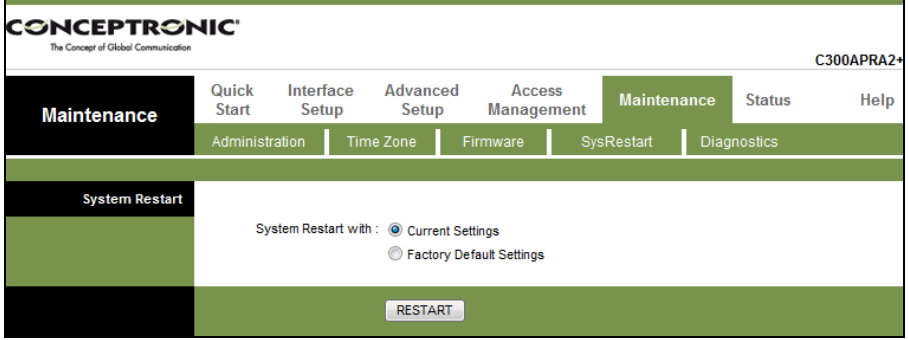 CONCEPTRONIC
The Concept of Global Communication
C300APRA2+
Maintenance
Quick Start Interface Setup Advanced Setup Access Management Maintenance Status Help
Administration Time Zone Firmware SysRestart Diagnostics
System Restart
System Restart with : Current Settings
Factory Default Settings
RESTART